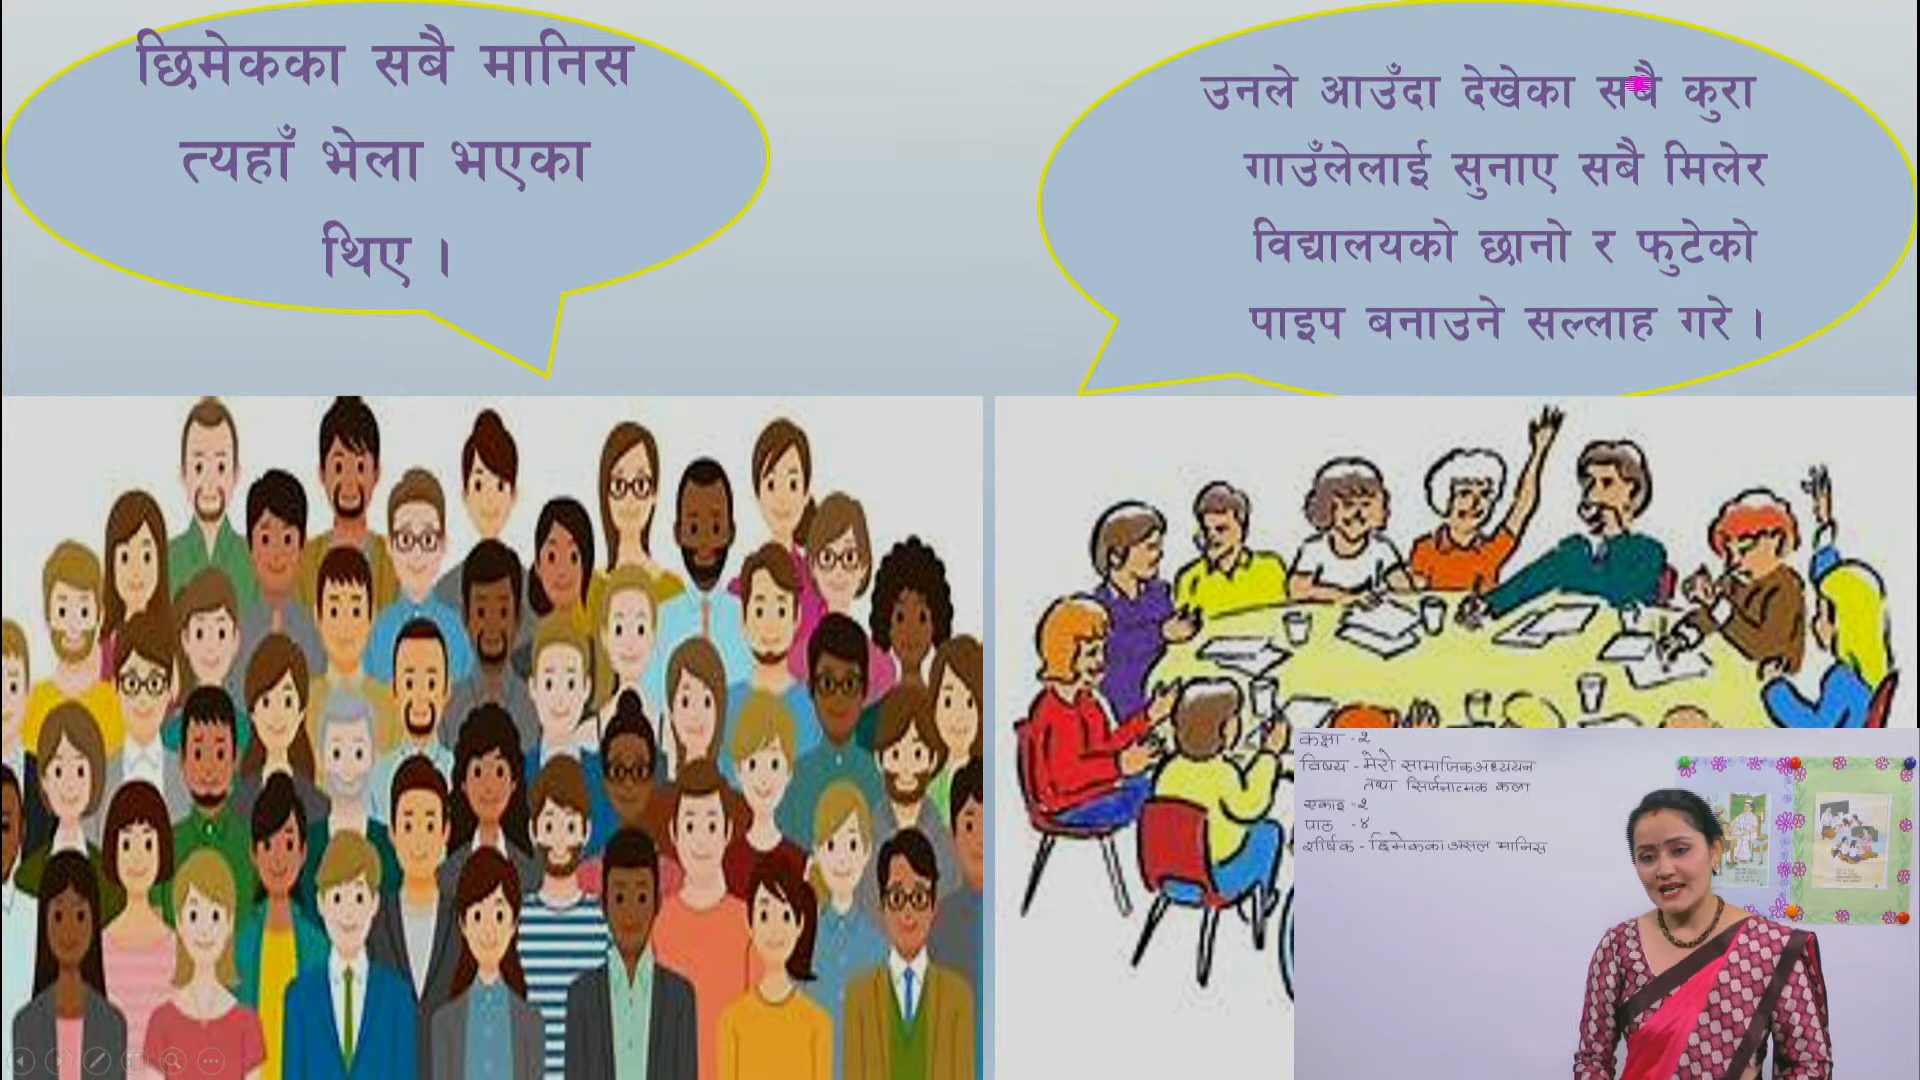 छिमेकका सबै मानिस
त्यहाँ भेला भएका
थिए ।
उनले आउँदा देखेका सबै कुरा
गाउँलेलाई सुनाए सबै मिलेर
विद्यालयको छानो र फुटेको
पाइप बनाउने सल्लाह गरे ।
कक्षा - २
विषय - मेरो सामाजिक अध्ययन
तथा सिर्जनात्मक कला
एकाइ - २
पाठ - ४
शीर्षक - छिमेकका असल मानिस